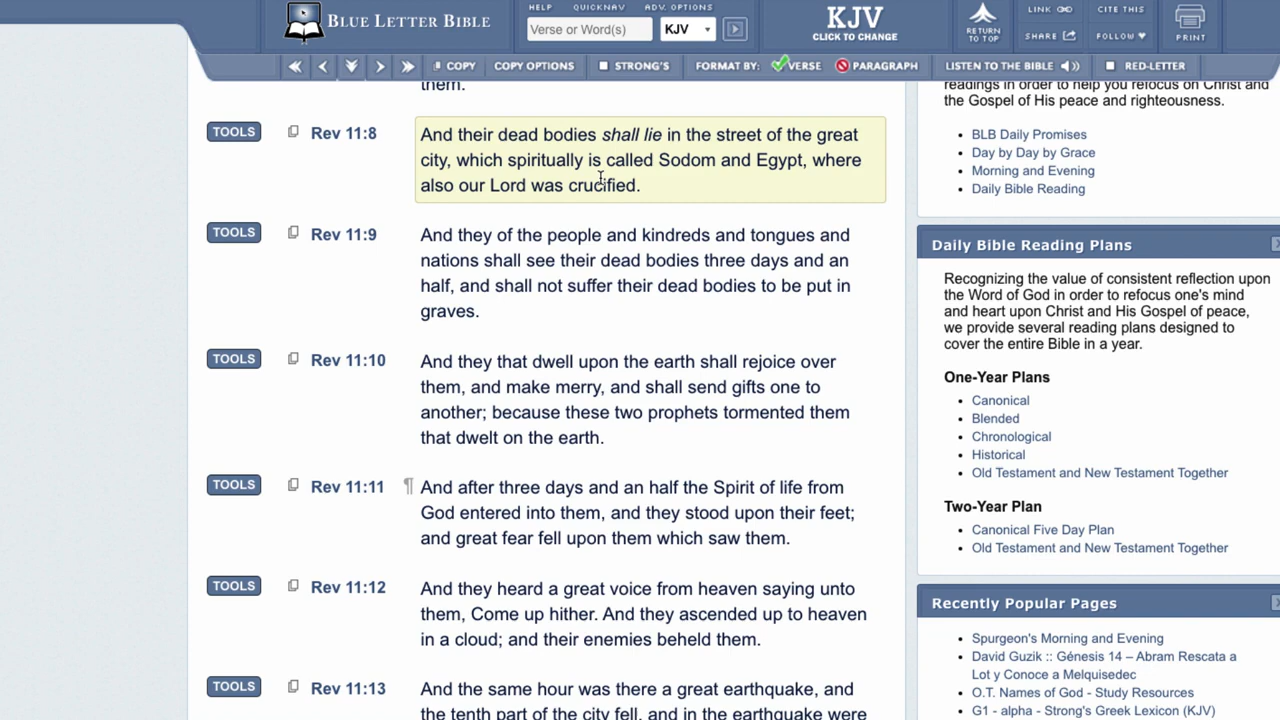 BLUE LETTER BIBLE
HELP QUICKNAV ADV. OPTIONS
Verse or Word(s) KJV
KJV
CLICK TO CHANGE
RETURN
TO TOP
LINK CITE THIS
SHARE FOLLOW
PRINT
COPY COPY OPTIONS STRONG'S FORMAT BY: VERSE PARAGRAPH LISTEN TO THE BIBLE RED-LETTER
them.
TOOLS Rev 11:8 And their dead bodies shall lie in the street of the great
city, which spiritually is called Sodom and Egypt, where
also our Lord was crucified.
TOOLS Rev 11:9 And they of the people and kindreds and tongues and
nations shall see their dead bodies three days and an
half, and shall not suffer their dead bodies to be put in
graves.
TOOLS Rev 11:10 And they that dwell upon the earth shall rejoice over
them, and make merry, and shall send gifts one to
another; because these two prophets tormented them
that dwelt on the earth.
TOOLS Rev 11:11 ¶ And after three days and an half the Spirit of life from
God entered into them, and they stood upon their feet;
and great fear fell upon them which saw them.
TOOLS Rev 11:12 And they heard a great voice from heaven saying unto
them, Come up hither. And they ascended up to heaven
in a cloud; and their enemies beheld them.
TOOLS Rev 11:13 And the same hour was there a great earthquake, and
the tenth part of the city fell, and in the earthquake were
readings in order to help you refocus on Christ and
the Gospel of His peace and righteousness.
• BLB Daily Promises
• Day by Day by Grace
• Morning and Evening
• Daily Bible Reading
Daily Bible Reading Plans
Recognizing the value of consistent reflection upon
the Word of God in order to refocus one's mind
and heart upon Christ and His Gospel of peace,
we provide several reading plans designed to
cover the entire Bible in a year.
One-Year Plans
• Canonical
• Blended
• Chronological
• Historical
• Old Testament and New Testament Together
Two-Year Plan
• Canonical Five Day Plan
• Old Testament and New Testament Together
Recently Popular Pages
• Spurgeon's Morning and Evening
• David Guzik :: Génesis 14 – Abram Rescata a
Lot y Conoce a Melquisedec
• O.T. Names of God - Study Resources
• G1 - alpha - Strong's Greek Lexicon (KJV)